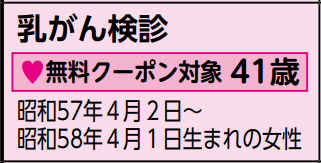 乳がん検診
♥無料クーポン対象 41歳
昭和57年4月2日～
昭和58年4月1日生まれの女性